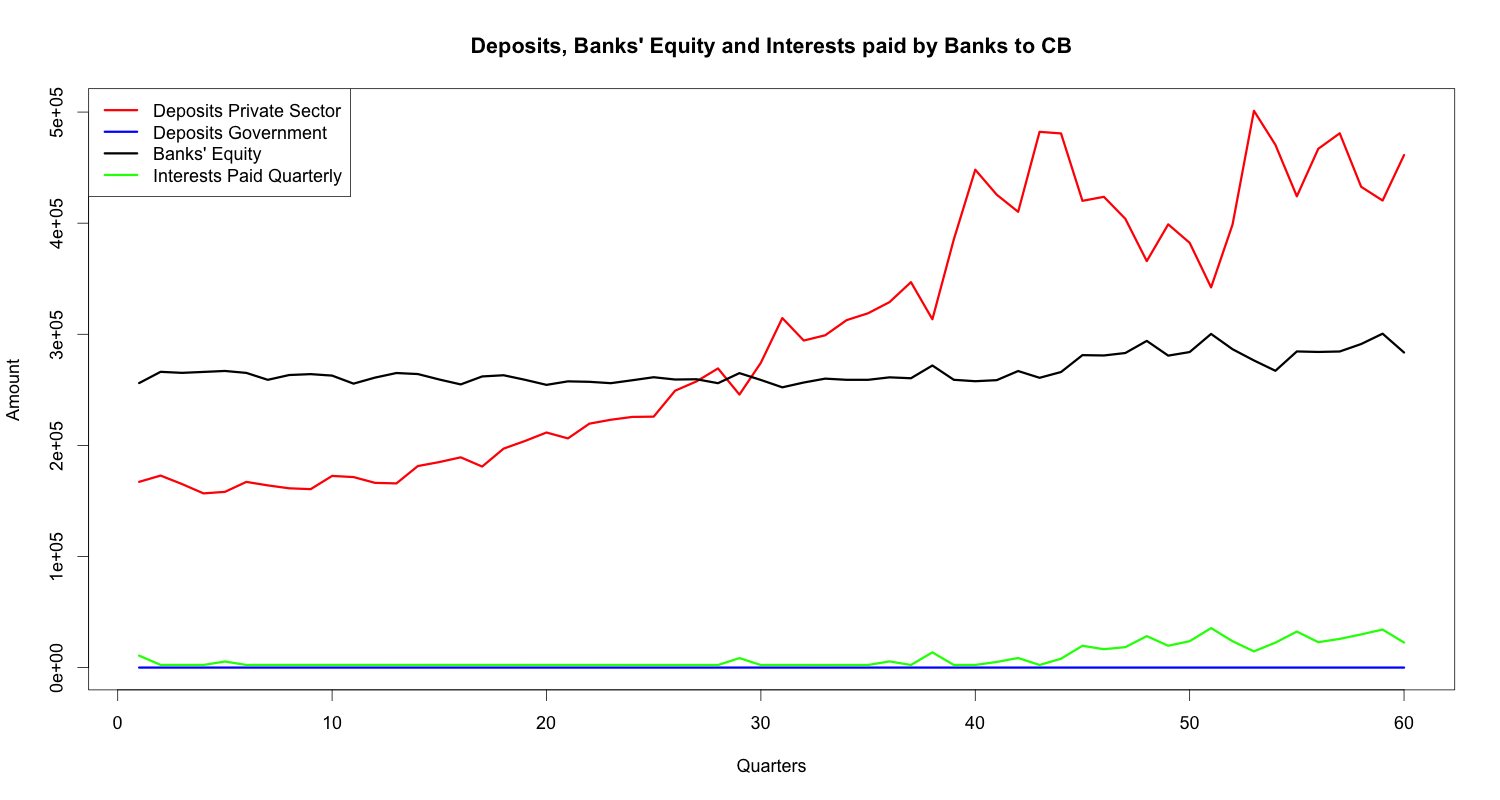 Deposits, Banks' Equity and Interests paid by Banks to CB
Deposits Private Sector
Deposits Government
Banks' Equity
Interests Paid Quarterly
Amount
5e+05
4e+05
3e+05
2e+05
1e+05
0e+00
0 10 20 30 40 50 60
Quarters